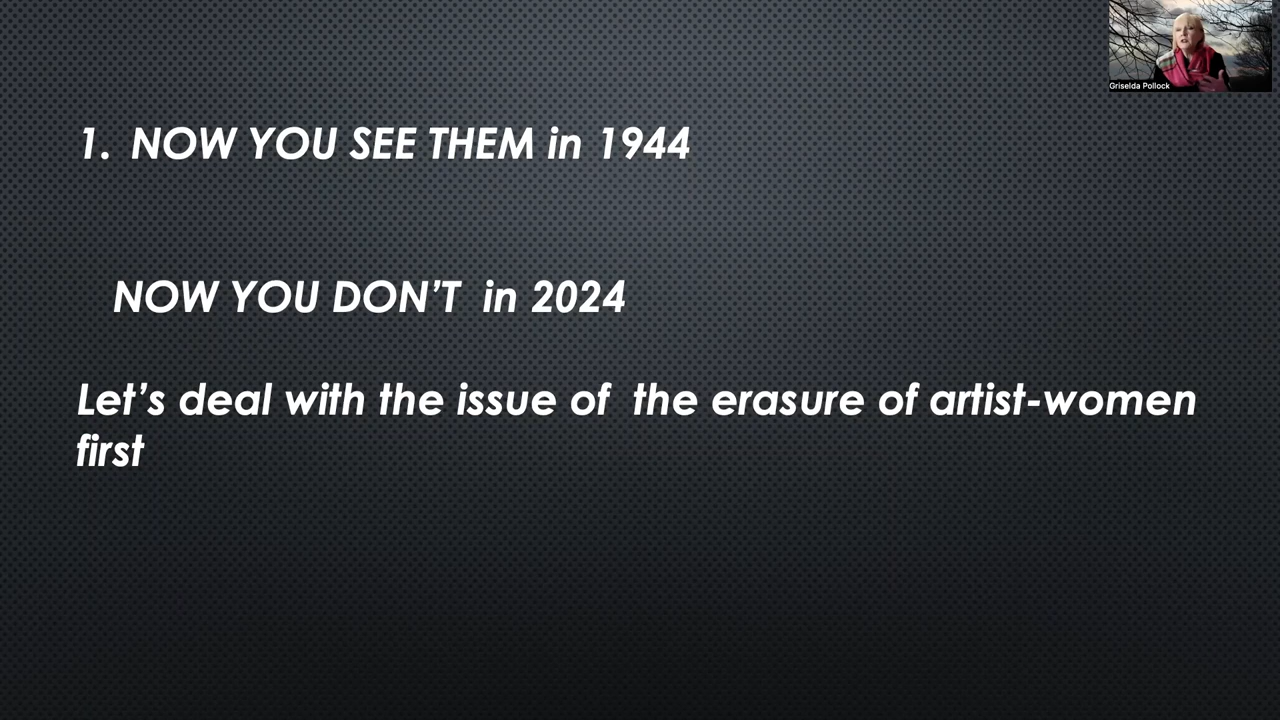 Griselda Pollock
1. NOW YOU SEE THEM in 1944
NOW YOU DON’T in 2024
Let’s deal with the issue of the erasure of artist-women
first